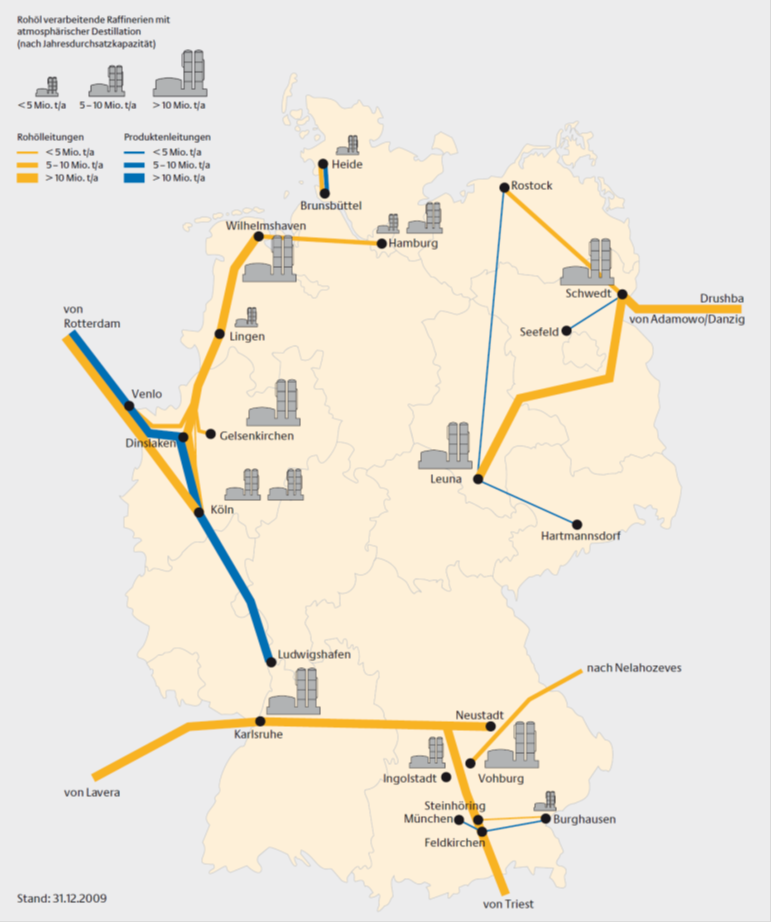 Rohöl verarbeitende Raffinerien mit
atmosphärischer Destillation
(nach Jahresdurchsatzkapazität)
< 5 Mio. t/a 5 – 10 Mio. t/a > 10 Mio. t/a
Rohölleitungen Produktenleitungen
< 5 Mio. t/a < 5 Mio. t/a
5 – 10 Mio. t/a 5 – 10 Mio. t/a
> 10 Mio. t/a > 10 Mio. t/a
Heide
Rostock
Brunsbüttel
Wilhelmshaven
Hamburg
Schwedt
Drushba
von Adamowo/Danzig
von
Rotterdam
Seefeld
Lingen
Venlo
Gelsenkirchen
Dinslaken
Leuna
Köln
Hartmannsdorf
Ludwigshafen
nach Nelahozeves
Neustadt
Karlsruhe
Ingolstadt
Vohburg
von Lavera
Steinhöring
München
Burghausen
Feldkirchen
Stand: 31.12.2009
von Triest